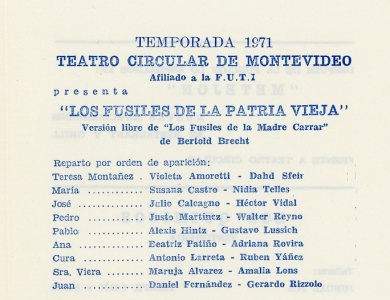 TEMPORADA 1971
TEATRO CIRCULAR DE MONTEVIDEO
Afiliado a la F.U.T.I
presenta
"LOS FUSILES DE LA PATRIA VIEJA"
Versión libre de "Los Fusiles de la Madre Carrar"
de Bertold Brecht
Reparto por orden de aparición:
Teresa Montañez . Violeta Amoretti - Dahd Sfeir
María ........... Susana Castro - Nidia Telles
José ............ Julio Calcagno - Héctor Vidal
Pedro ........... Justo Martínez - Walter Reyno
Pablo ........... Alexis Hintz - Gustavo Lussich
Ana ............. Beatriz Patiño - Adriana Rovira
Cura ............ Antonio Larreta - Ruben Yáñez
Sra. Viera ...... Maruja Alvarez - Amalia Lons
Juan ............ Daniel Fernández - Gerardo Rizzolo